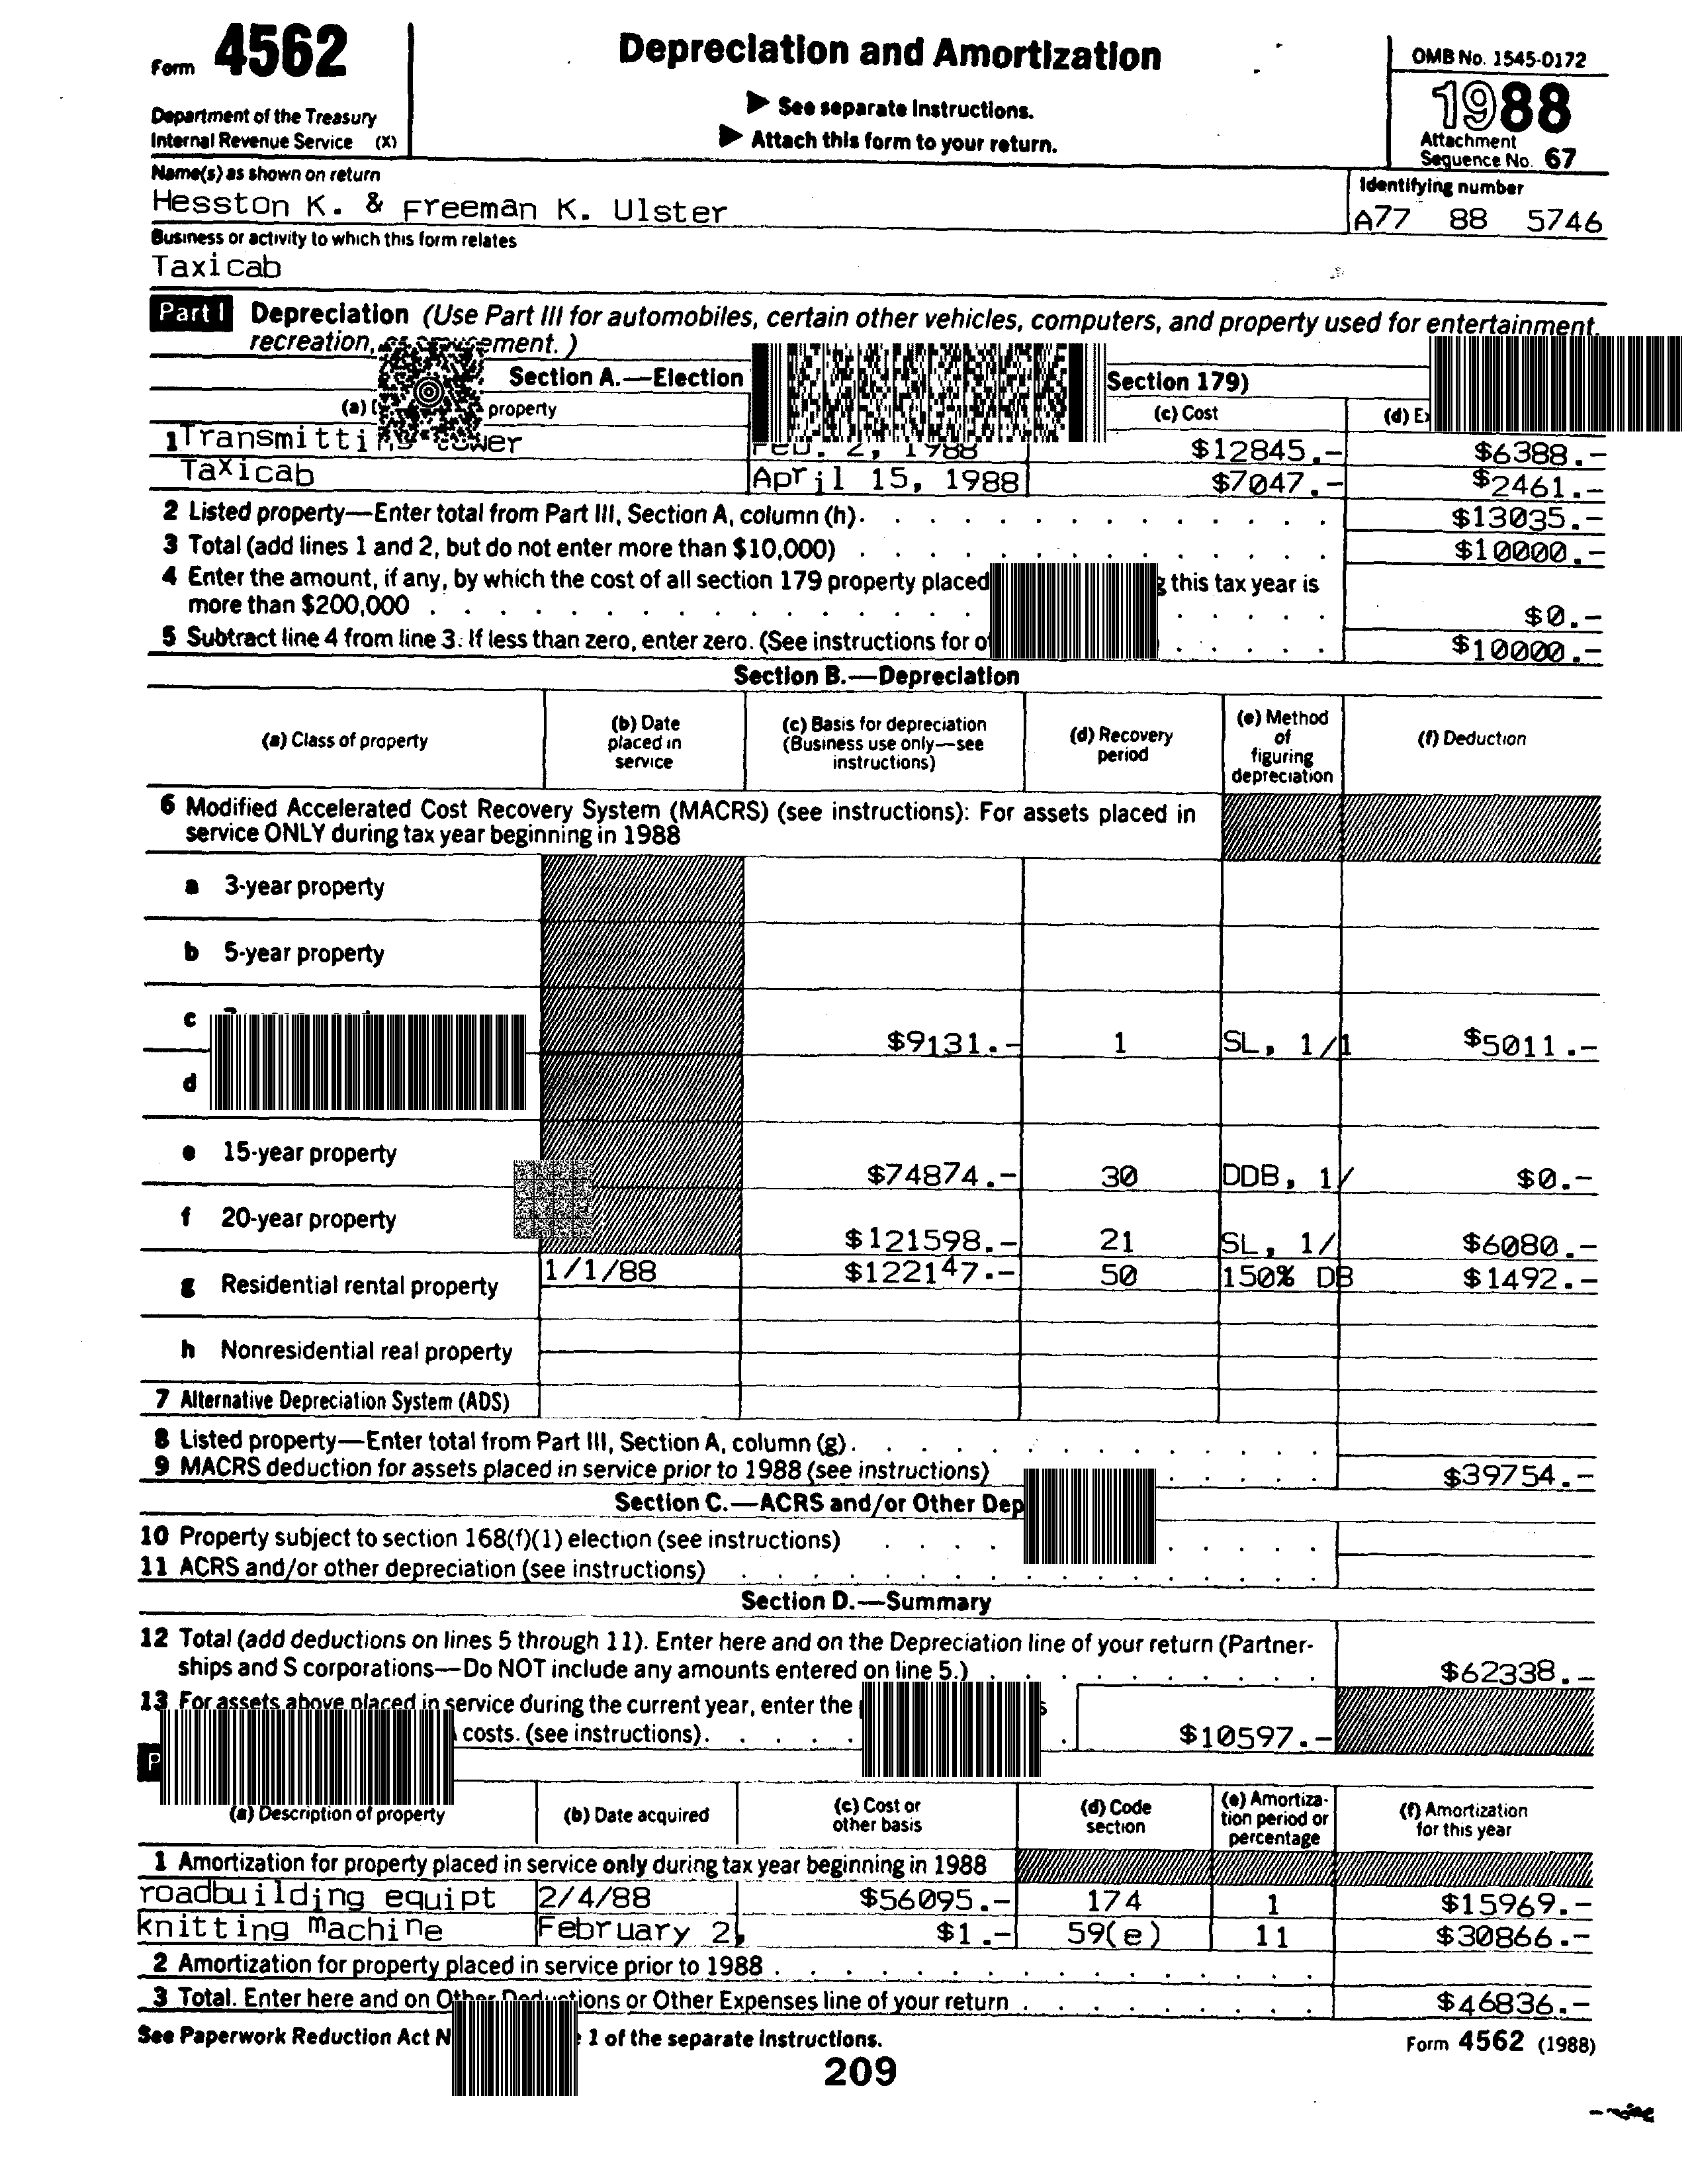 Form 4562
Depreciation and Amortization
OMB No. 1545-0172
1988
Department of the Treasury
Internal Revenue Service (X)
▶ See separate Instructions.
▶ Attach this form to your return.
Attachment
Sequence No. 67
Name(s) as shown on return
Identifying number
Hesston K. & Freeman K. Ulster
A77 88 5746
Business or activity to which this form relates
Taxicab
Part I Depreciation (Use Part III for automobiles, certain other vehicles, computers, and property used for entertainment,
recreation, ement.)
Section A.—Election Section 179)
(a) property (c) Cost (d)
1 Transmitting tower Feb. 2, 1988 $12845.- $6388.-
Taxicab April 15, 1988 $7047.- $2461.-
2 Listed property—Enter total from Part III, Section A, column (h). $13035.-
3 Total (add lines 1 and 2, but do not enter more than $10,000) $10000.-
4 Enter the amount, if any, by which the cost of all section 179 property placed this tax year is
more than $200,000 $0.-
5 Subtract line 4 from line 3. If less than zero, enter zero. (See instructions for $10000.-
Section B.—Depreciation
(a) Class of property
(b) Date placed in service
(c) Basis for depreciation (Business use only—see instructions)
(d) Recovery period
(e) Method of figuring depreciation
(f) Deduction
6 Modified Accelerated Cost Recovery System (MACRS) (see instructions): For assets placed in
service ONLY during tax year beginning in 1988
a 3-year property
b 5-year property
c $9131.- 1 SL, 1/1 $5011.-
d
e 15-year property $74874.- 30 DDB, 1/ $0.-
f 20-year property $121598.- 21 SL, 1/ $6080.-
g Residential rental property 1/1/88 $122147.- 50 150% DB $1492.-
h Nonresidential real property
7 Alternative Depreciation System (ADS)
8 Listed property—Enter total from Part III, Section A, column (g).
9 MACRS deduction for assets placed in service prior to 1988 (see instructions) $39754.-
Section C.—ACRS and/or Other Dep
10 Property subject to section 168(f)(1) election (see instructions)
11 ACRS and/or other depreciation (see instructions)
Section D.—Summary
12 Total (add deductions on lines 5 through 11). Enter here and on the Depreciation line of your return (Partner-
ships and S corporations—Do NOT include any amounts entered on line 5.) $62338.-
13 For assets above placed in service during the current year, enter the
costs. (see instructions). $10597.-
P
(a) Description of property
(b) Date acquired
(c) Cost or other basis
(d) Code section
(e) Amortiza-tion period or percentage
(f) Amortization for this year
1 Amortization for property placed in service only during tax year beginning in 1988
roadbuilding equipt 2/4/88 $56095.- 174 1 $15969.-
knitting machine February 2, $1.- 59(e) 11 $30866.-
2 Amortization for property placed in service prior to 1988
3 Total. Enter here and on Other Deductions or Other Expenses line of your return $46836.-
See Paperwork Reduction Act 1 of the separate instructions.
Form 4562 (1988)
209